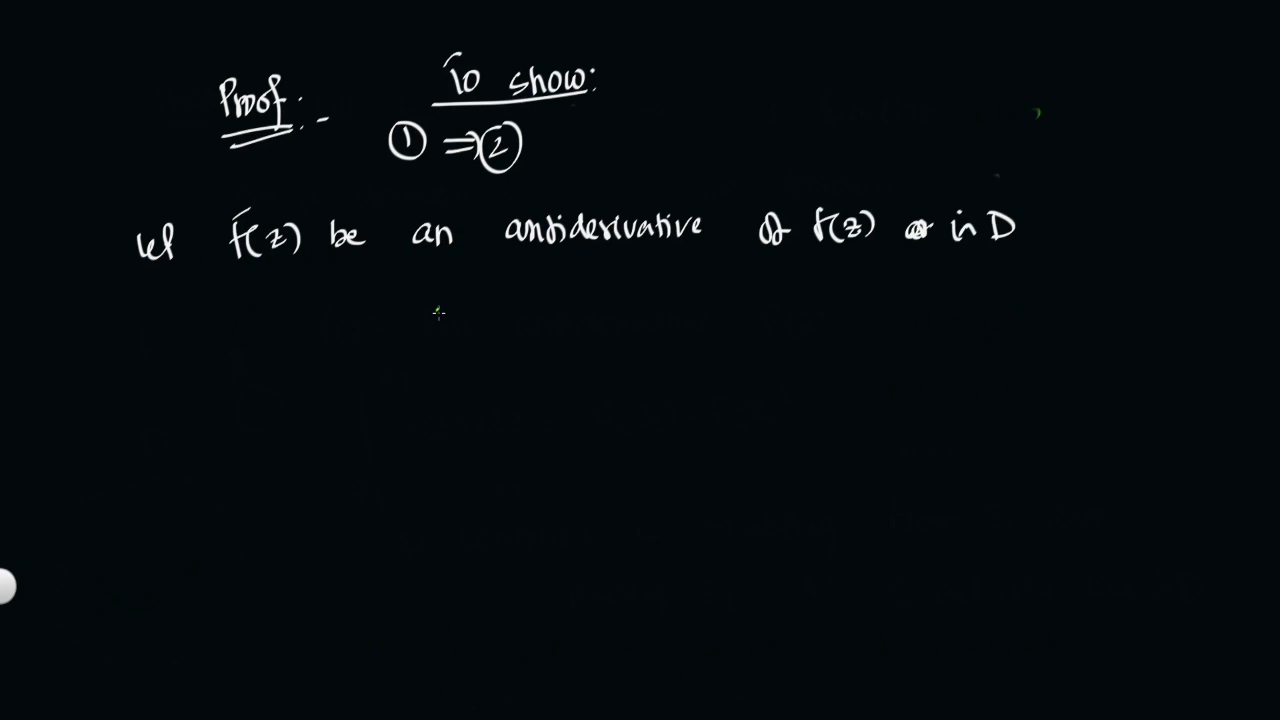 Proof:- To show:
① ⇒ ②
let F(z) be an antiderivative of f(z) in D